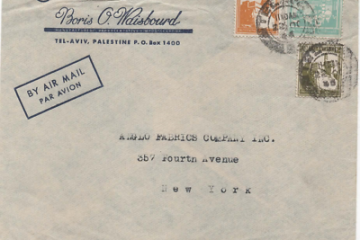 Boris O. Waisbourd
TEL-AVIV, PALESTINE P. O. Box 1400
BY AIR MAIL
PAR AVION
ANGLO FABRICS COMPANY INC.
357 Fourth Avenue
New York